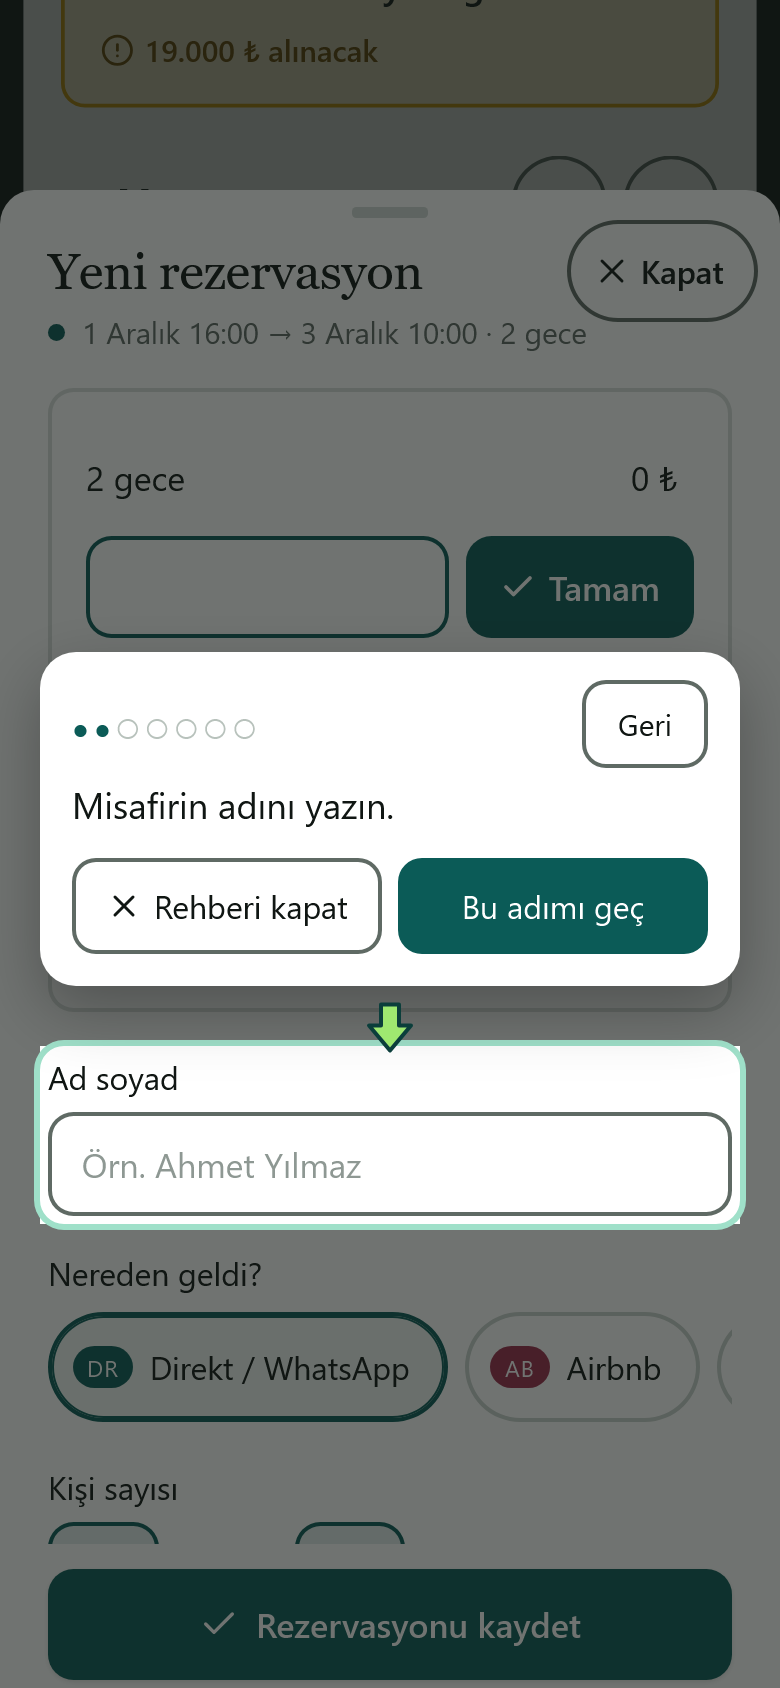 19.000 ₺ alınacak
Yeni rezervasyon
Kapat
1 Aralık 16:00 → 3 Aralık 10:00 · 2 gece
2 gece
0 ₺
Tamam
Geri
Misafirin adını yazın.
Rehberi kapat
Bu adımı geç
Ad soyad
Örn. Ahmet Yılmaz
Nereden geldi?
DR Direkt / WhatsApp
AB Airbnb
Kişi sayısı
Rezervasyonu kaydet